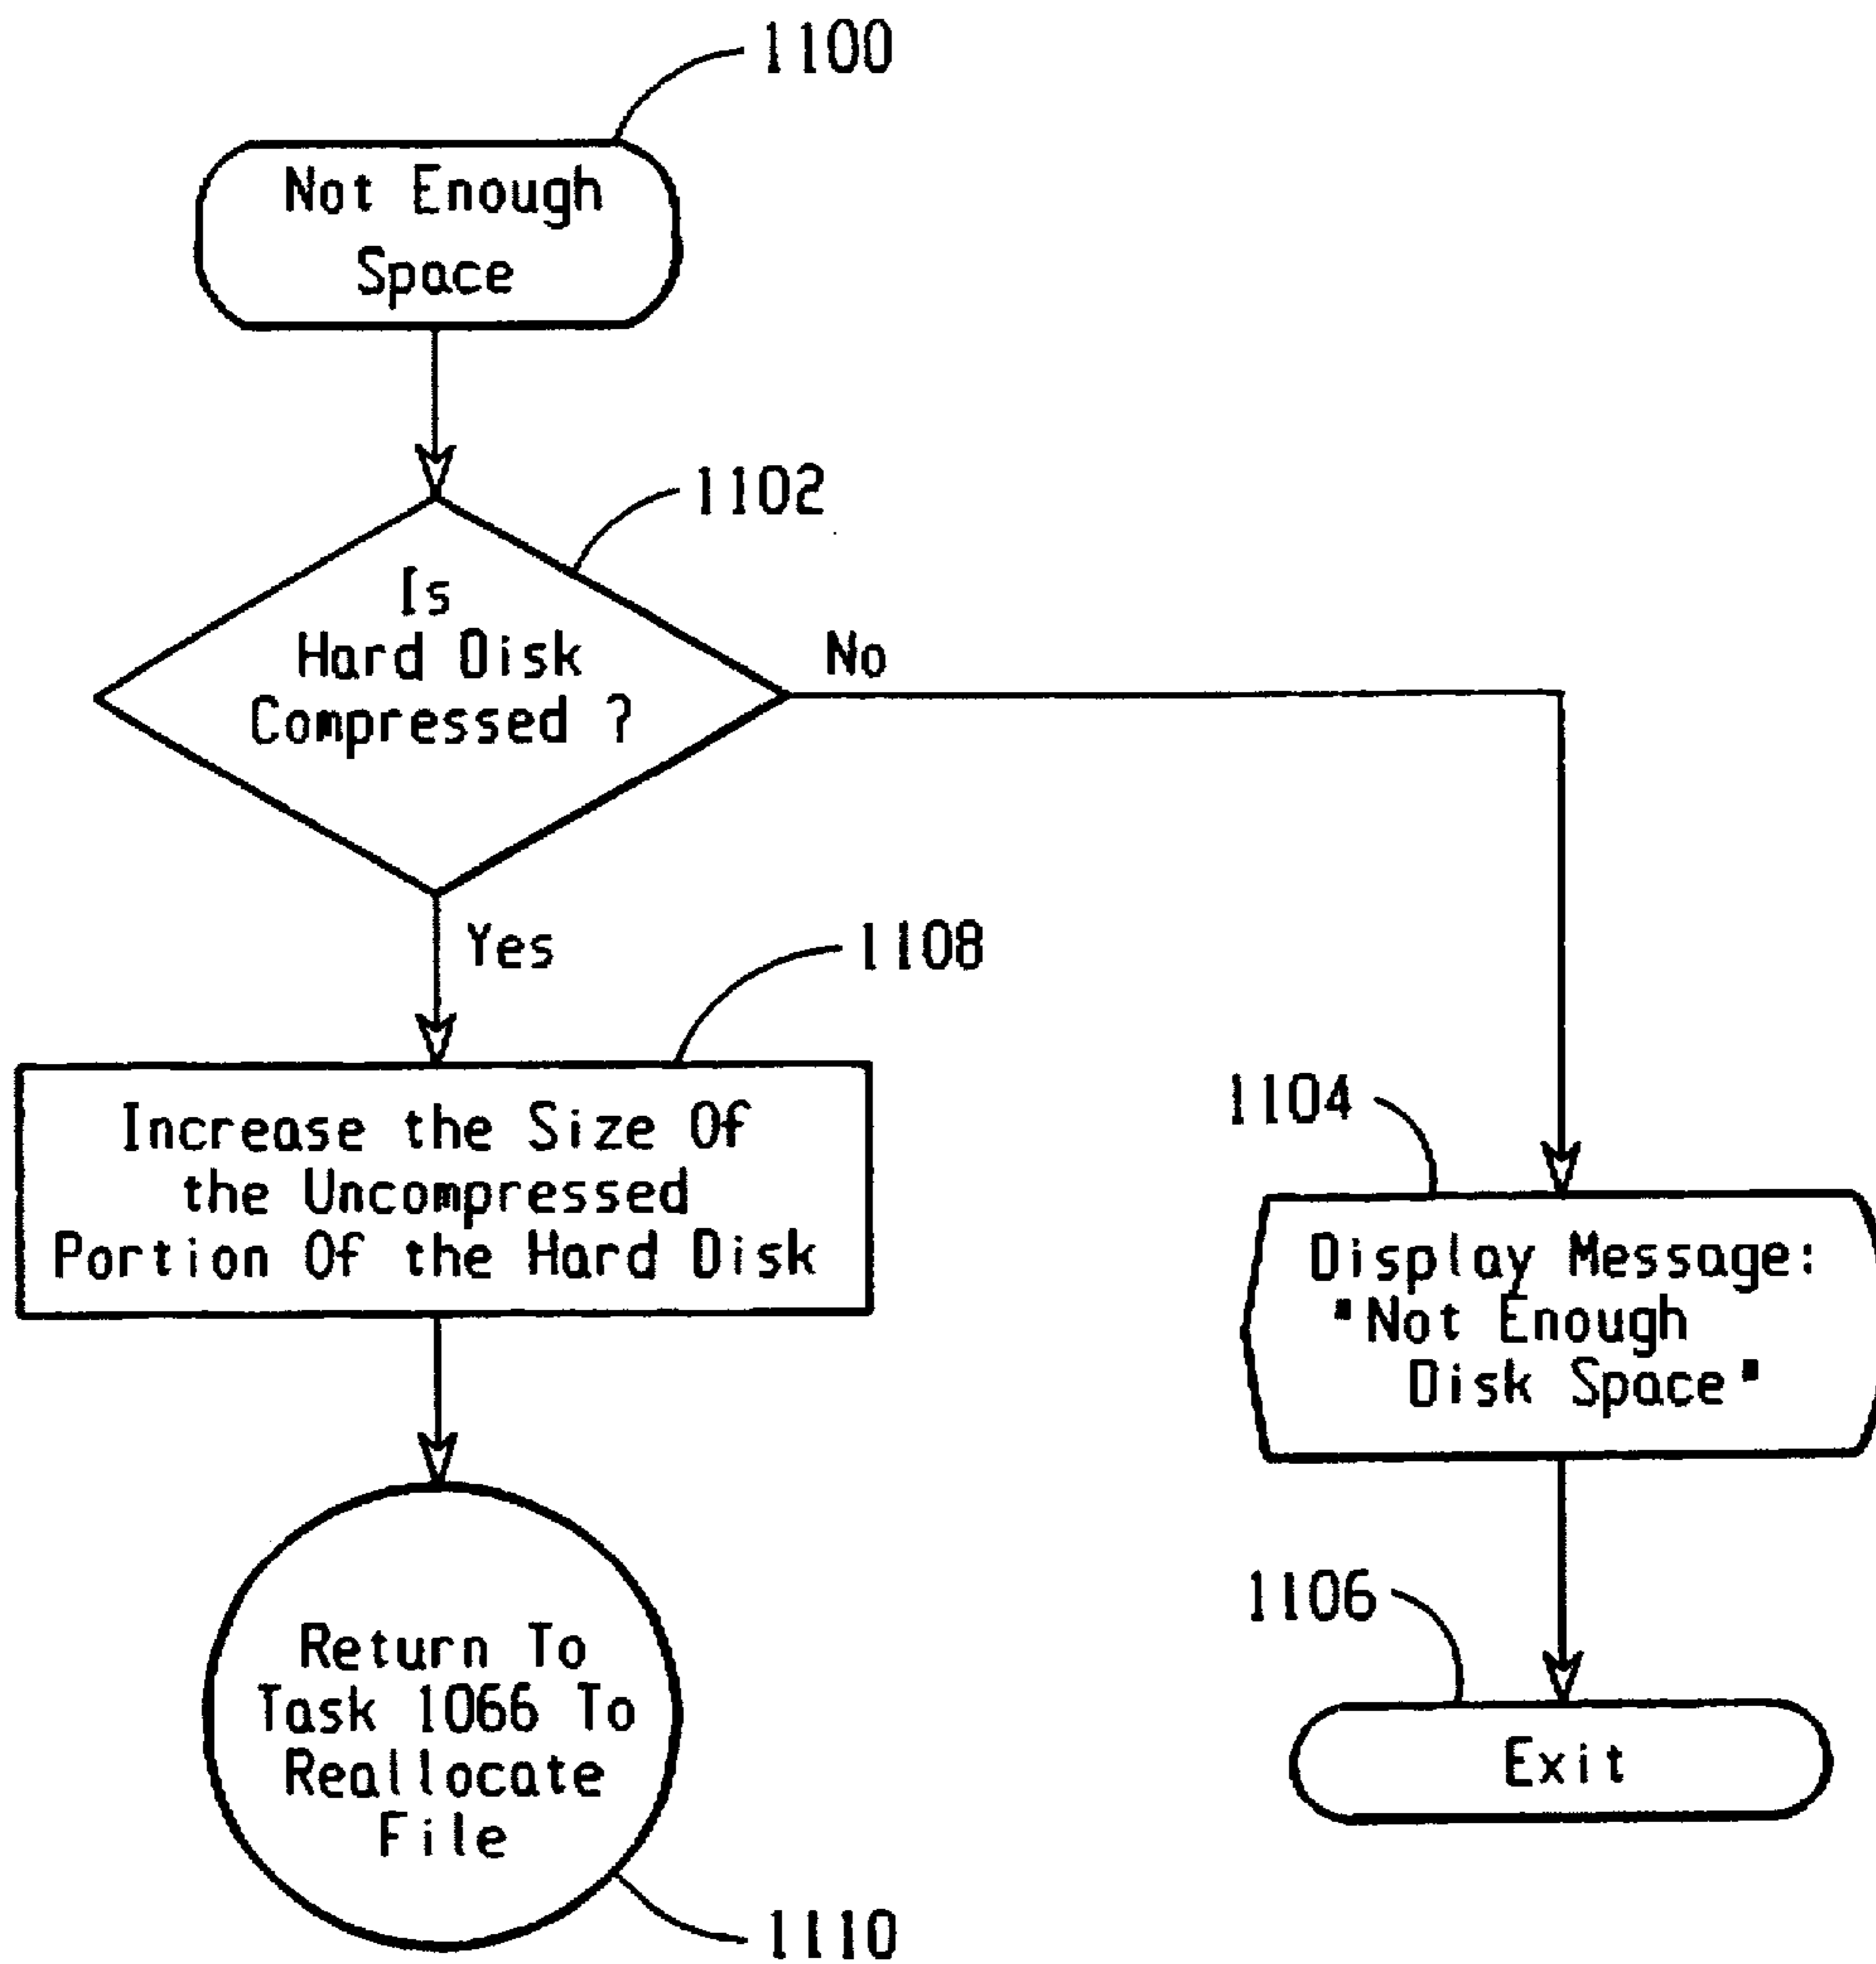 1100
Not Enough
Space
1102
Is
Hard Disk
Compressed ?
No
Yes
1108
Increase the Size Of
the Uncompressed
Portion Of the Hard Disk
1104
Display Message:
"Not Enough
Disk Space"
1106
Exit
Return To
Task 1066 To
Reallocate
File
1110